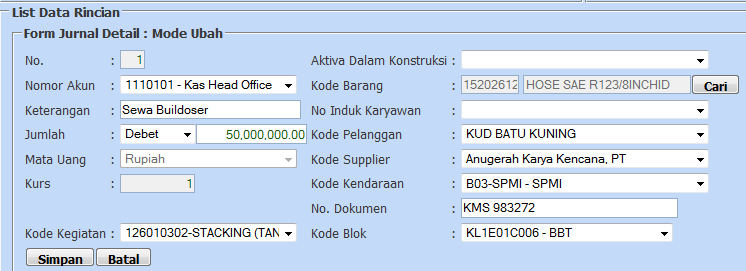 List Data Rincian
Form Jurnal Detail : Mode Ubah
No. : 1 Aktiva Dalam Konstruksi :
Nomor Akun : 1110101 - Kas Head Office Kode Barang : 15202612 HOSE SAE R123/8INCHID Cari
Keterangan : Sewa Buildoser No Induk Karyawan :
Jumlah : Debet 50,000,000.00 Kode Pelanggan : KUD BATU KUNING
Mata Uang : Rupiah Kode Supplier : Anugerah Karya Kencana, PT
Kurs : 1 Kode Kendaraan : B03-SPMI - SPMI
No. Dokumen : KMS 983272
Kode Kegiatan : 126010302-STACKING (TAN Kode Blok : KL1E01C006 - BBT
Simpan Batal